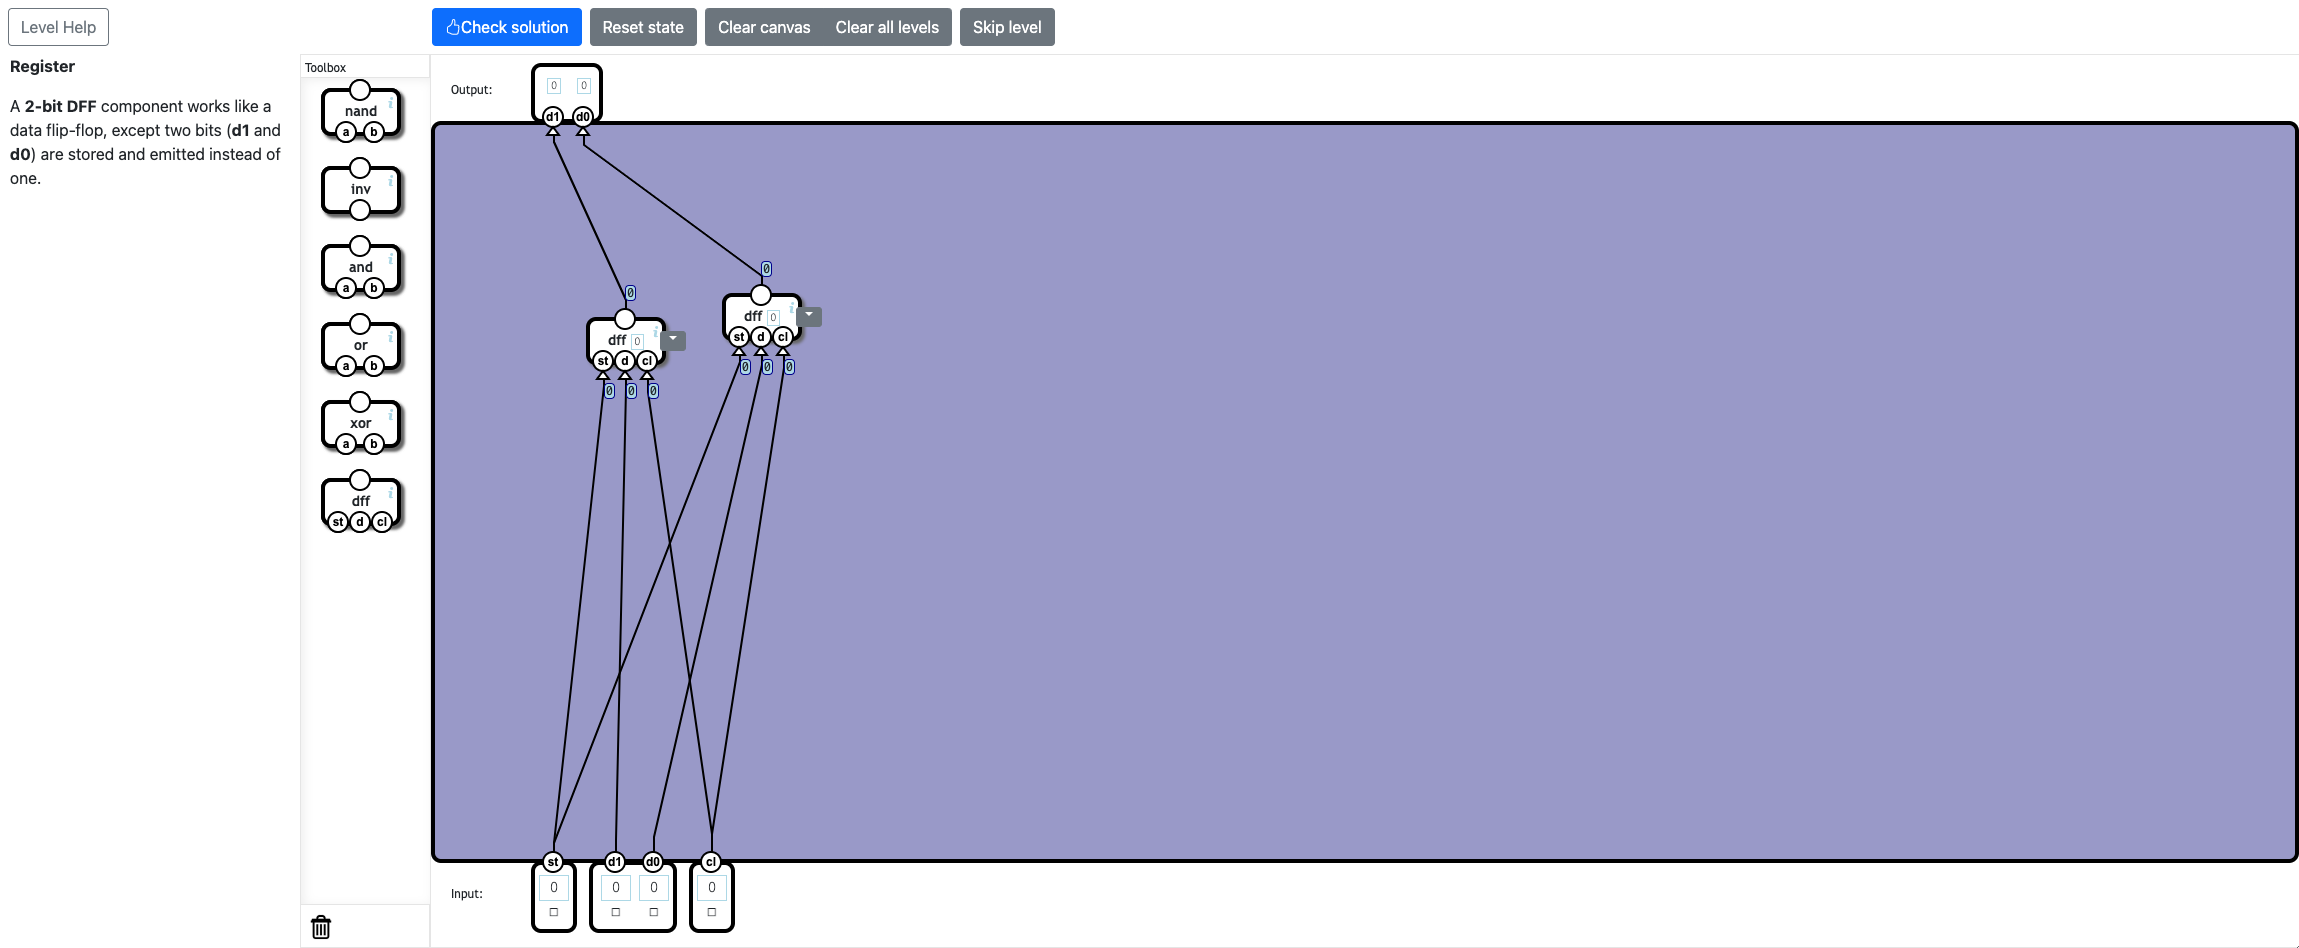 Level Help
Check solution
Reset state
Clear canvas
Clear all levels
Skip level
Register
A 2-bit DFF component works like a
data flip-flop, except two bits (d1 and
d0) are stored and emitted instead of
one.
Toolbox
nand
a b
inv
and
a b
or
a b
xor
a b
dff
st d cl
Output:
0 0
d1 d0
0
dff 0
st d cl
0 0 0
0
dff 0
st d cl
0 0 0
st d1 d0 cl
Input:
0 0 0 0